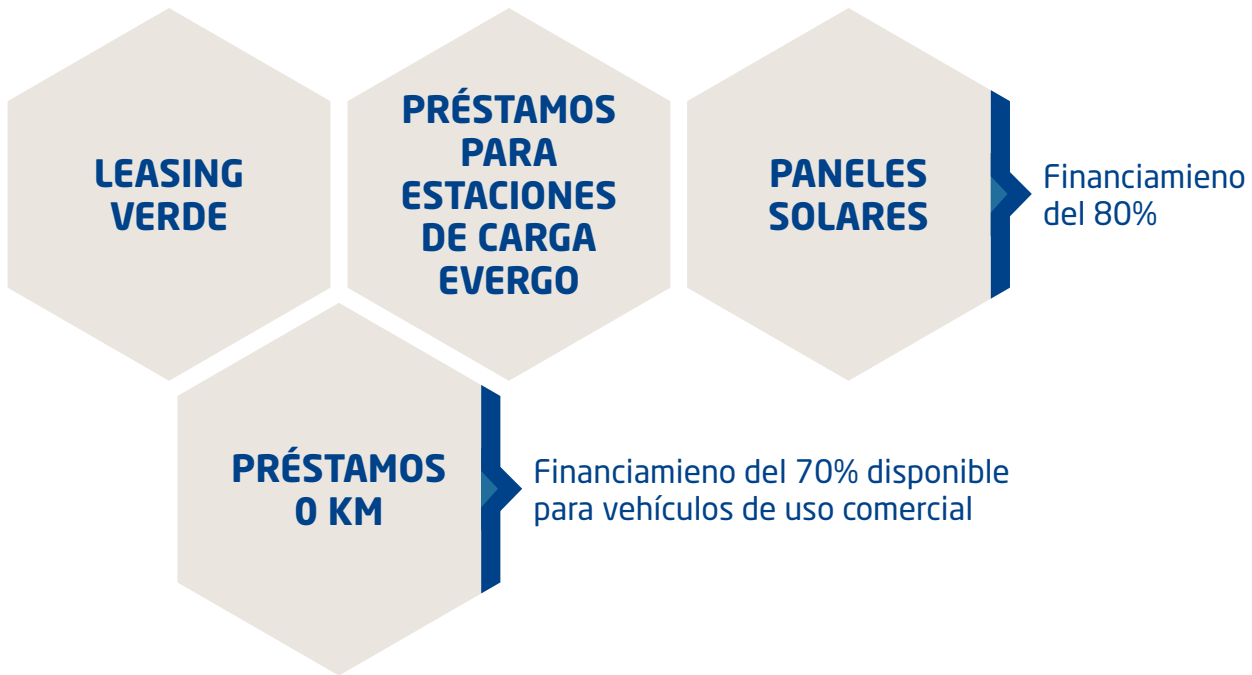 LEASING
VERDE
PRÉSTAMOS
PARA
ESTACIONES
DE CARGA
EVERGO
PANELES
SOLARES
Financiamieno
del 80%
PRÉSTAMOS
0 KM
Financiamieno del 70% disponible
para vehículos de uso comercial